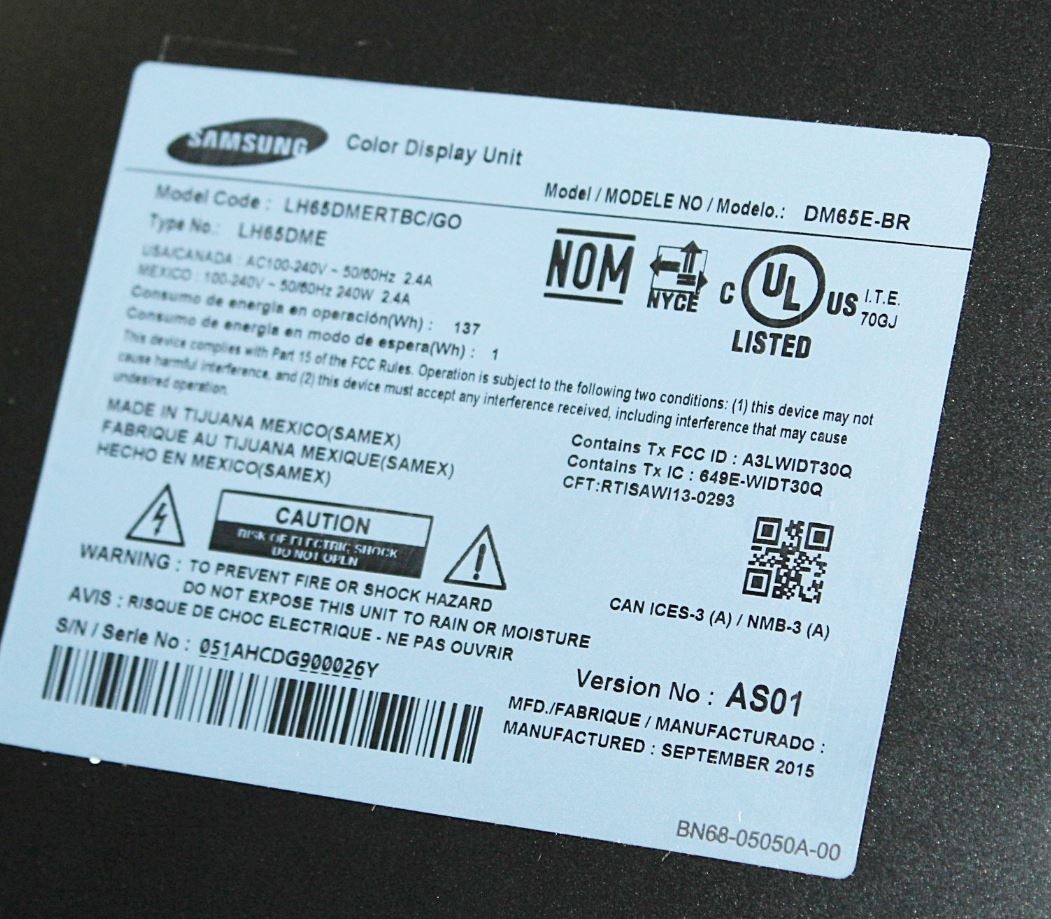 SAMSUNG Color Display Unit
Model / MODELE NO / Modelo.: DM65E-BR
Model Code : LH65DMERTBC/GO
Type No.: LH65DME
USA/CANADA : AC100-240V ~ 50/60Hz 2.4A
MEXICO : 100-240V ~ 50/60Hz 240W 2.4A
Consumo de energia en operación(Wh) : 137
Consumo de energia en modo de espera(Wh) : 1
NOM
NYCE
C UL US
LISTED
I.T.E.
70GJ
This device complies with Part 15 of the FCC Rules. Operation is subject to the following two conditions: (1) this device may not
cause harmful interference, and (2) this device must accept any interference received, including interference that may cause
undesired operation.
MADE IN TIJUANA MEXICO(SAMEX)
FABRIQUE AU TIJUANA MEXIQUE(SAMEX)
HECHO EN MEXICO(SAMEX)
Contains Tx FCC ID : A3LWIDT30Q
Contains Tx IC : 649E-WIDT30Q
CFT:RTISAWI13-0293
CAUTION
RISK OF ELECTRIC SHOCK
DO NOT OPEN
WARNING : TO PREVENT FIRE OR SHOCK HAZARD
DO NOT EXPOSE THIS UNIT TO RAIN OR MOISTURE
AVIS : RISQUE DE CHOC ELECTRIQUE - NE PAS OUVRIR
CAN ICES-3 (A) / NMB-3 (A)
S/N / Serie No : 051AHCDG900026Y
Version No : AS01
MFD./FABRIQUE / MANUFACTURADO :
MANUFACTURED : SEPTEMBER 2015
BN68-05050A-00